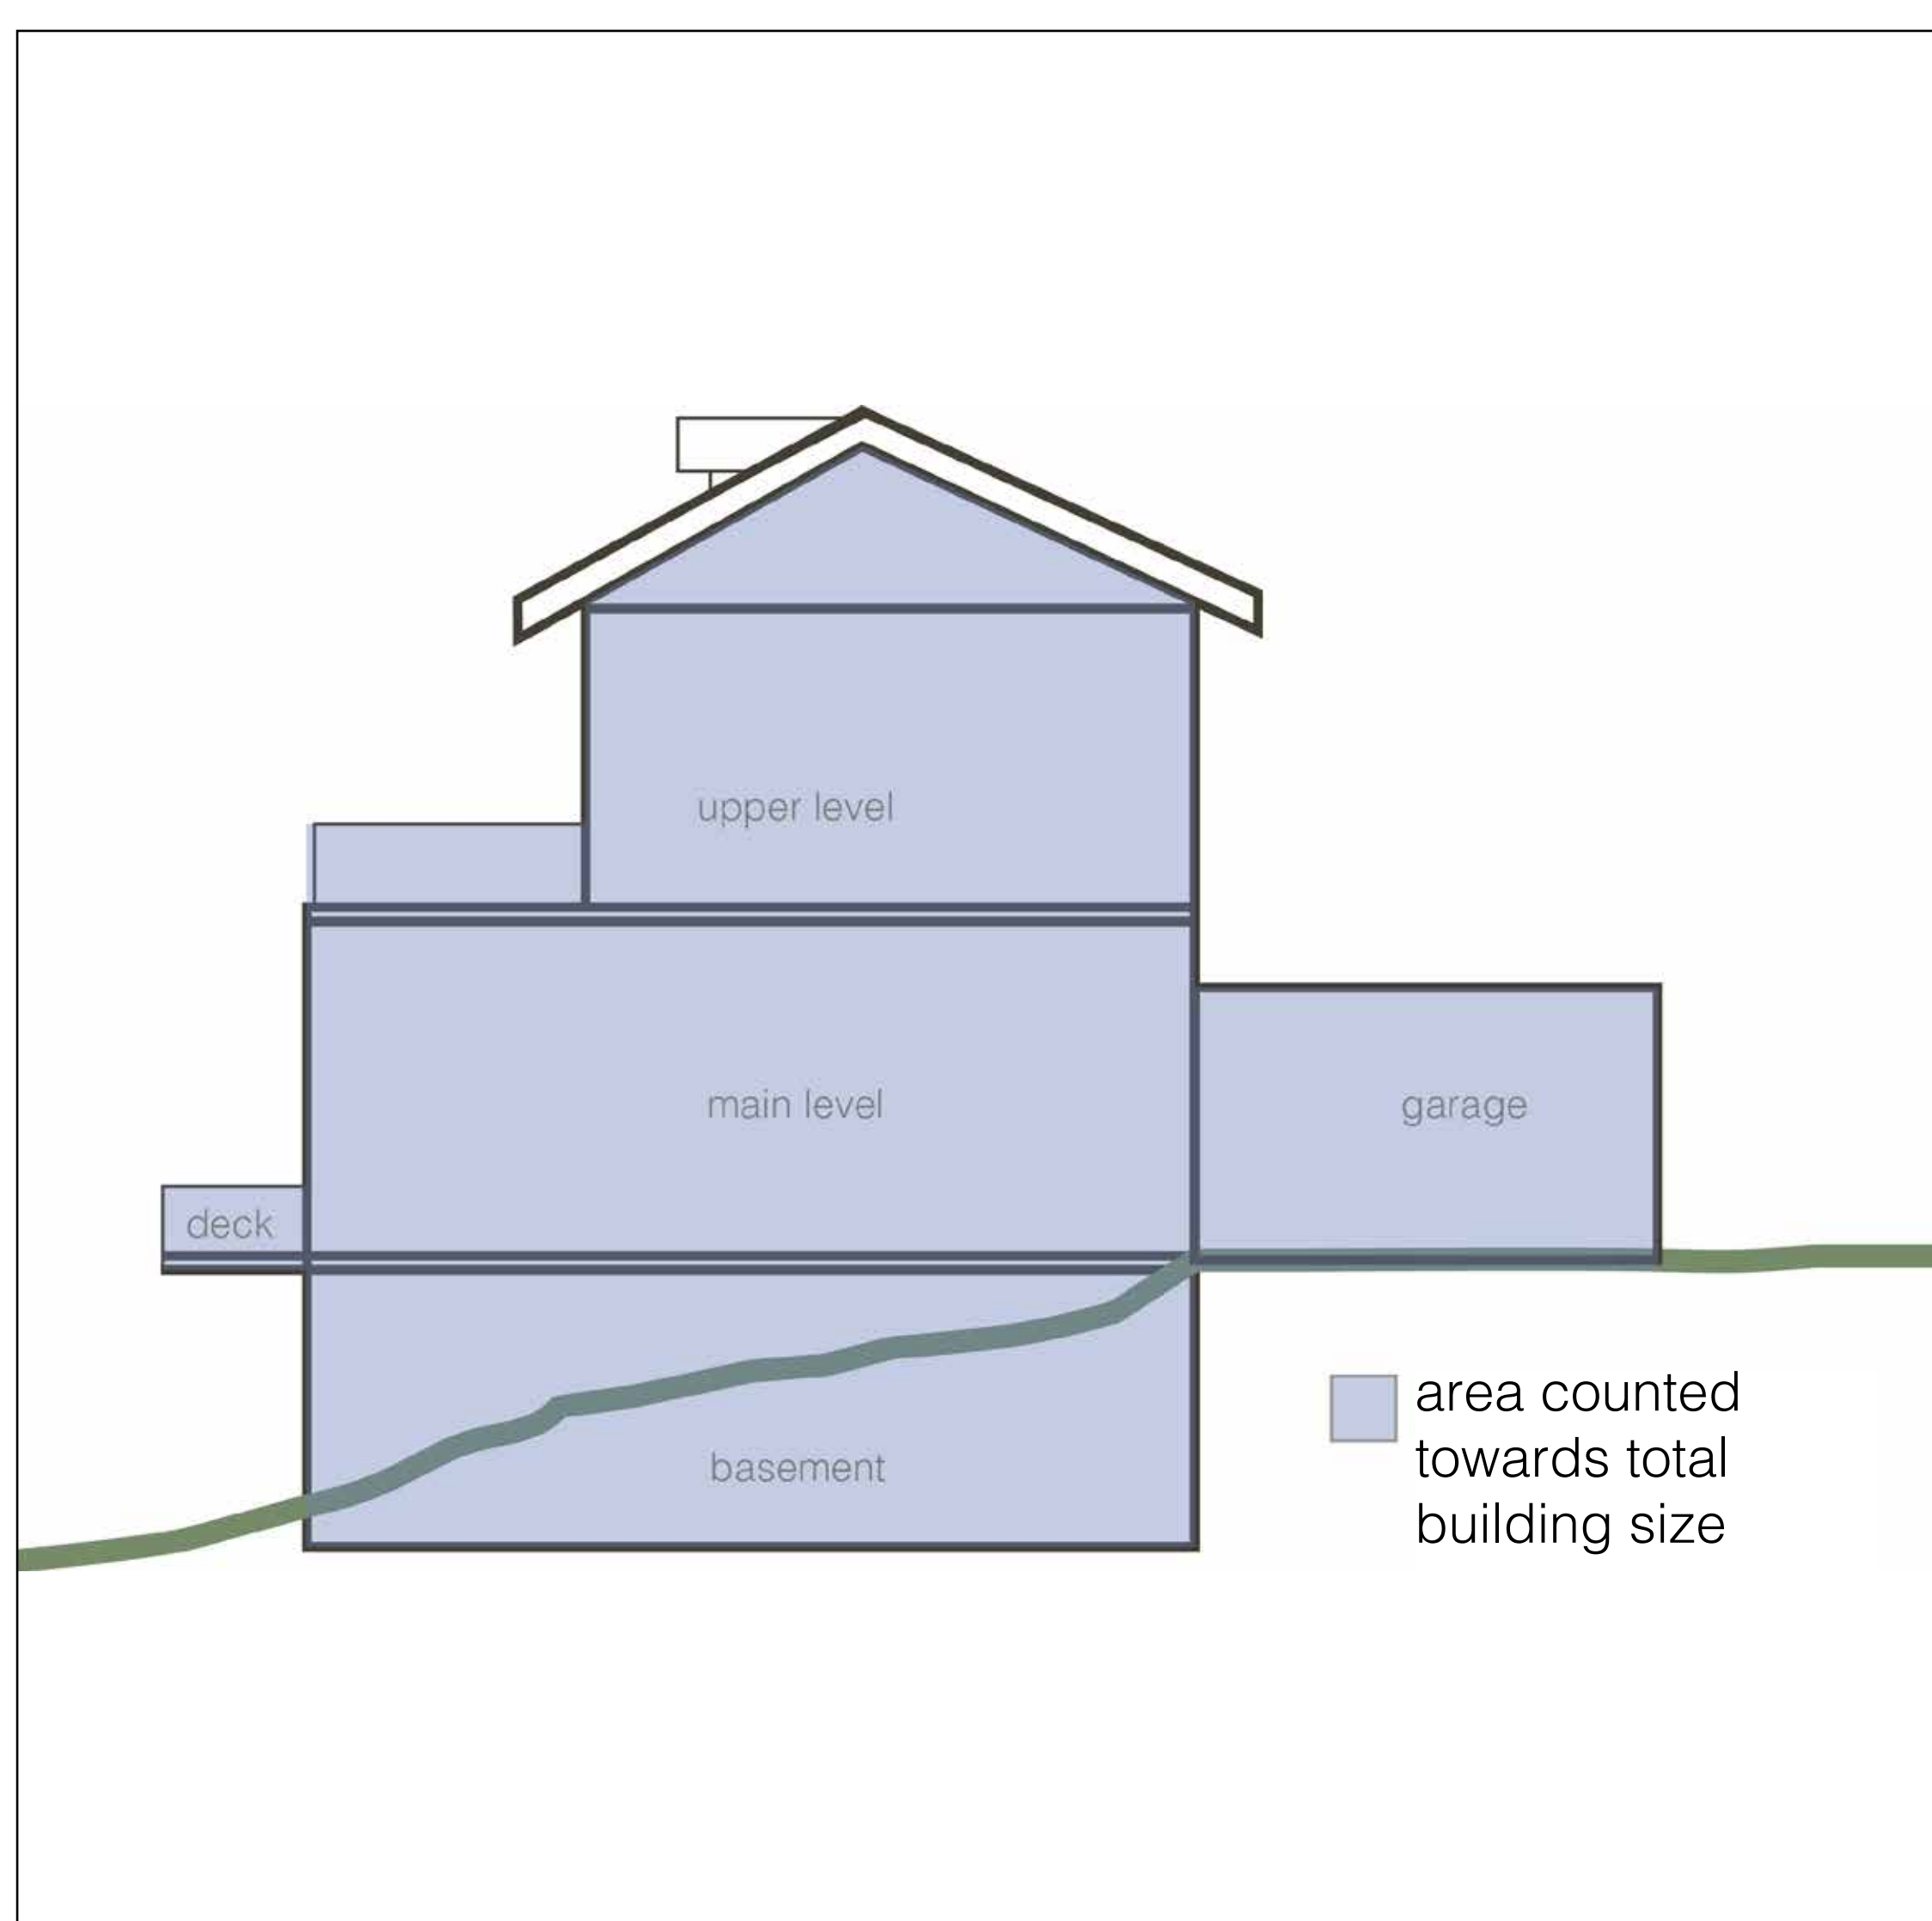 upper level
main level
garage
deck
basement
area counted
towards total
building size